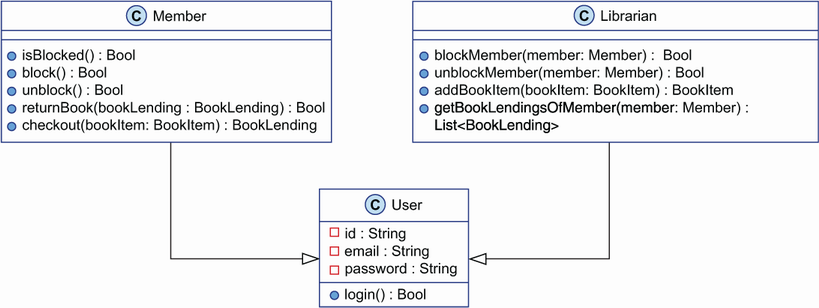 C Member
isBlocked() : Bool
block() : Bool
unblock() : Bool
returnBook(bookLending : BookLending) : Bool
checkout(bookItem: BookItem) : BookLending
C Librarian
blockMember(member: Member) : Bool
unblockMember(member: Member) : Bool
addBookItem(bookItem: BookItem) : BookItem
getBookLendingsOfMember(member: Member) :
List<BookLending>
C User
id : String
email : String
password : String
login() : Bool